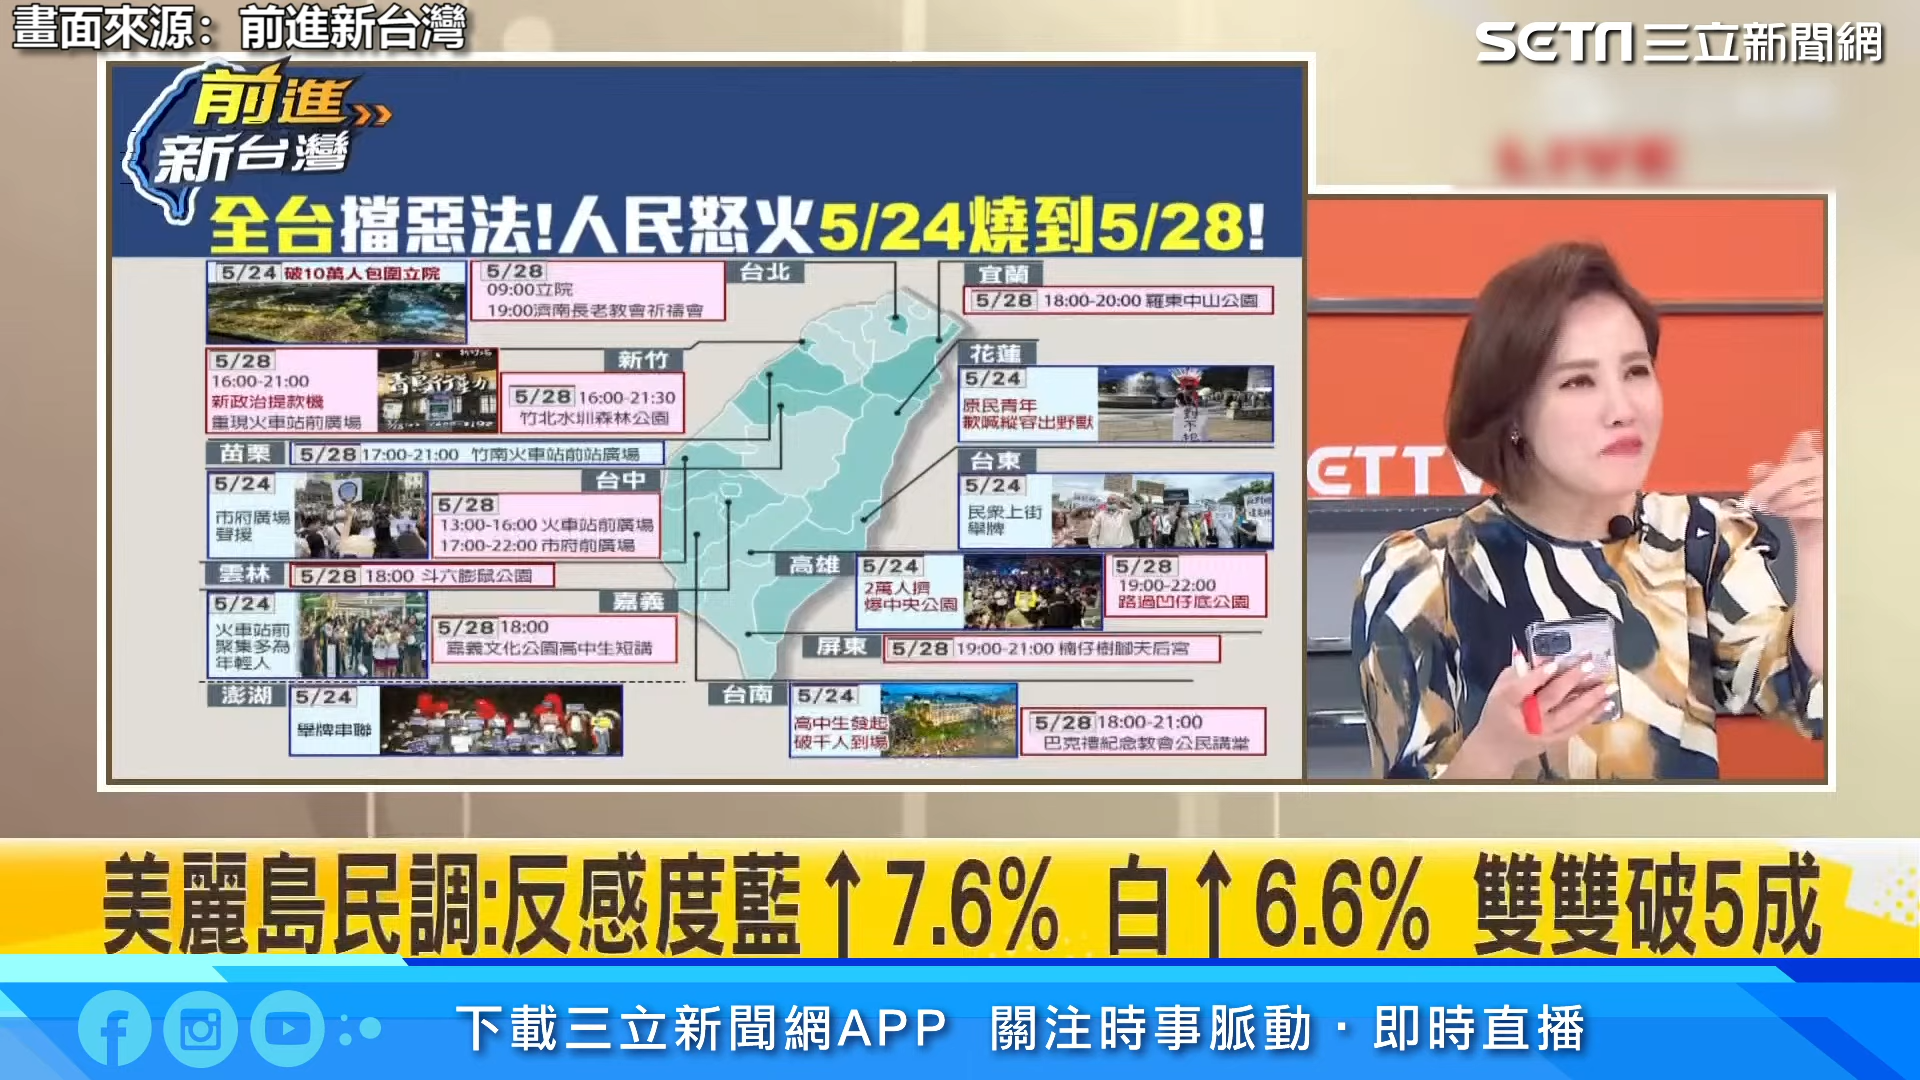 畫面來源：前進新台灣
SETN三立新聞網
前進
新台灣
LIVE
全台擋惡法!人民怒火5/24燒到5/28!
5/24 破10萬人包圍立院
5/28
09:00立院
19:00濟南長老教會祈禱會
台北
宜蘭
5/28 18:00-20:00 羅東中山公園
5/28
16:00-21:00
新政治提款機
重現火車站前廣場
青鳥行動
新竹
5/28 16:00-21:30
竹北水圳森林公園
花蓮
5/24
原民青年
歉喊縱容出野獸
苗栗
5/28 17:00-21:00 竹南火車站前站廣場
台東
5/24
民眾上街
舉牌
5/24
市府廣場
聲援
台中
5/28
13:00-16:00 火車站前廣場
17:00-22:00 市府前廣場
高雄
5/24
2萬人擠
爆中央公園
5/28
19:00-22:00
路過凹仔底公園
雲林
5/28 18:00 斗六膨鼠公園
5/24
火車站前
聚集多為
年輕人
嘉義
5/28 18:00
嘉義文化公園高中生短講
屏東
5/28 19:00-21:00 楠仔樹腳天后宮
澎湖
5/24
舉牌串聯
台南
5/24
高中生發起
破千人到場
5/28 18:00-21:00
巴克禮紀念教會公民講堂
ETTV
美麗島民調:反感度藍↑7.6% 白↑6.6% 雙雙破5成
下載三立新聞網APP 關注時事脈動·即時直播